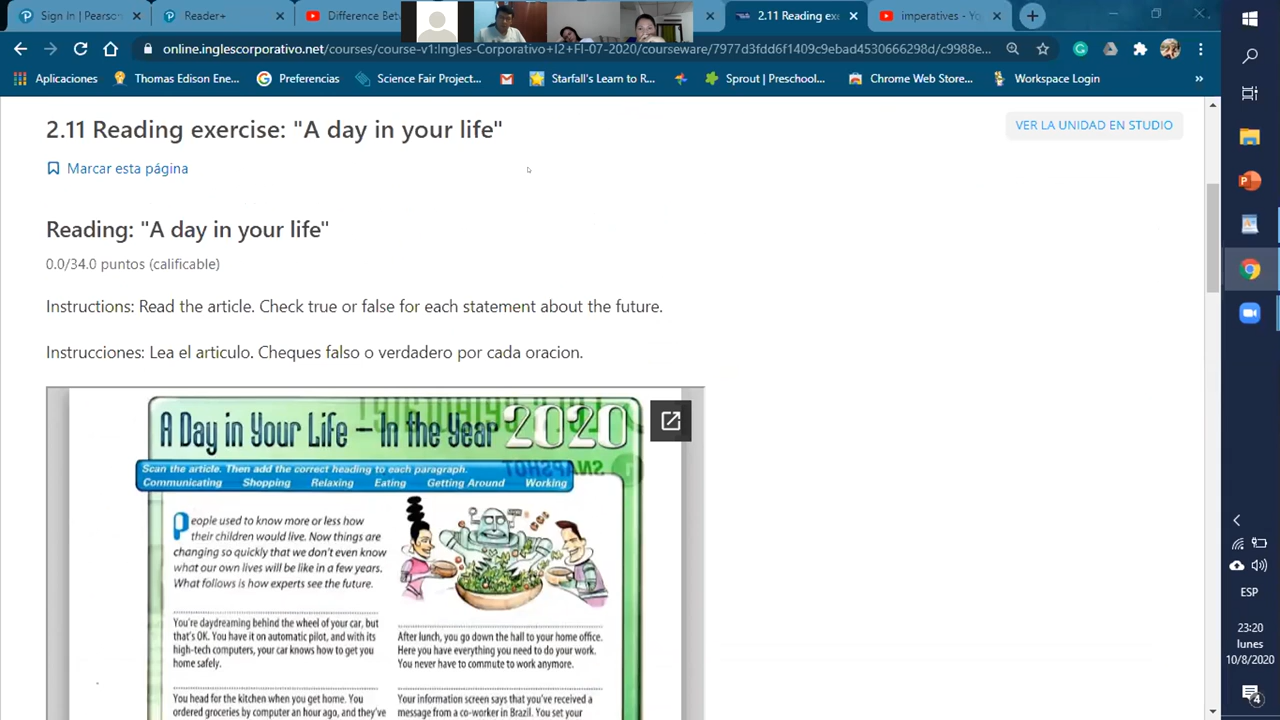 Sign In | Pearson
Reader+
Difference Betw
2.11 Reading exe
imperatives - Yo
online.inglescorporativo.net/courses/course-v1:Ingles-Corporativo+I2+FI-07-2020/courseware/7977d3fdd6f1409c9ebad4530666298d/c9988e...
Aplicaciones
Thomas Edison Ene...
Preferencias
Science Fair Project...
Starfall's Learn to R...
Sprout | Preschool...
Chrome Web Store...
Workspace Login
»
2.11 Reading exercise: "A day in your life"
VER LA UNIDAD EN STUDIO
Marcar esta página
Reading: "A day in your life"
0.0/34.0 puntos (calificable)
Instructions: Read the article. Check true or false for each statement about the future.
Instrucciones: Lea el articulo. Cheques falso o verdadero por cada oracion.
A Day in Your Life – In the Year 2020
Scan the article. Then add the correct heading to each paragraph.
Communicating Shopping Relaxing Eating Getting Around Working
People used to know more or less how
their children would live. Now things are
changing so quickly that we don't even know
what our own lives will be like in a few years.
What follows is how experts see the future.
You're daydreaming behind the wheel of your car, but
that's OK. You have it on automatic pilot, and with its
high-tech computers, your car knows how to get you
home safely.
You head for the kitchen when you get home. You
ordered groceries by computer an hour ago, and they've
After lunch, you go down the hall to your home office.
Here you have everything you need to do your work.
You never have to commute to work anymore.
Your information screen says that you've received a
message from a co-worker in Brazil. You set your
ESP
23:20
lunes
10/8/2020
4